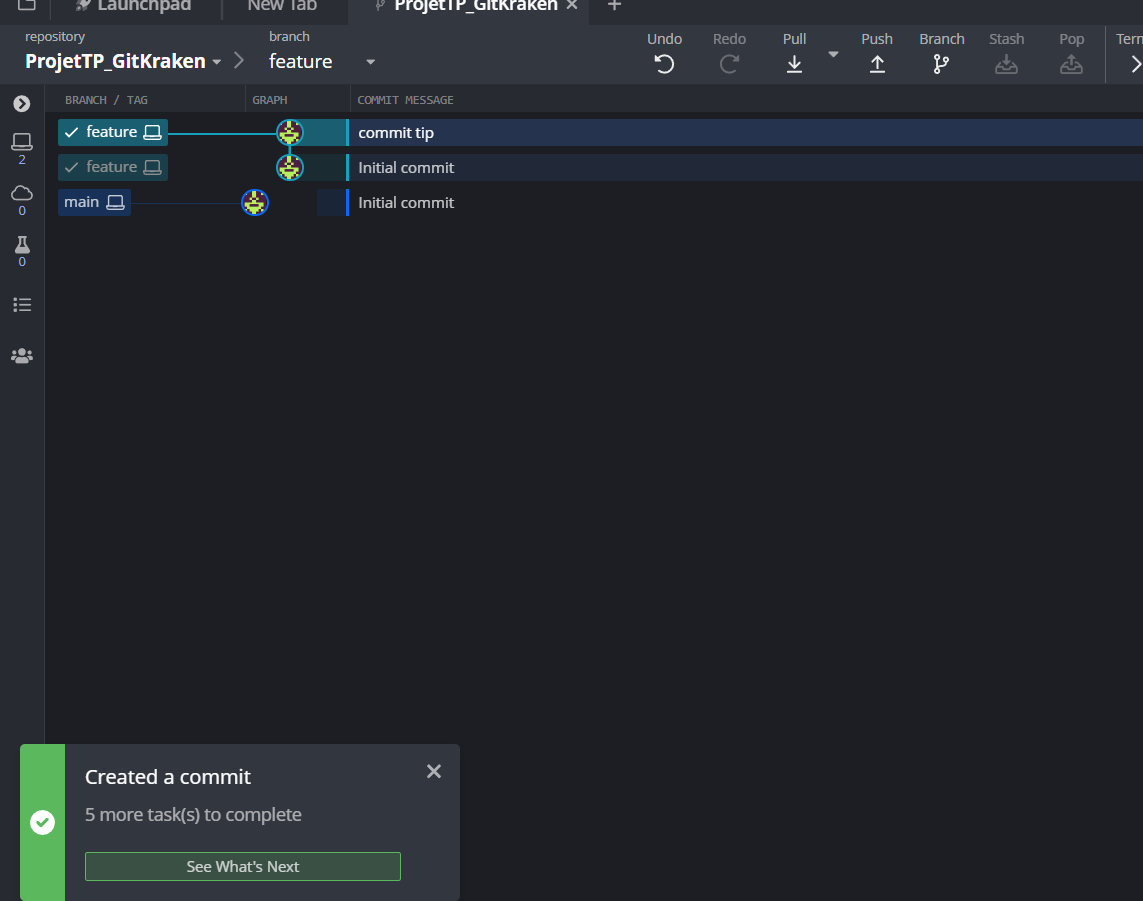 Launchpad
New Tab
ProjetTP_GitKraken
repository
branch
ProjetTP_GitKraken
feature
Undo
Redo
Pull
Push
Branch
Stash
Pop
BRANCH / TAG
GRAPH
COMMIT MESSAGE
feature
commit tip
feature
Initial commit
main
Initial commit
2
0
0
Created a commit
5 more task(s) to complete
See What's Next